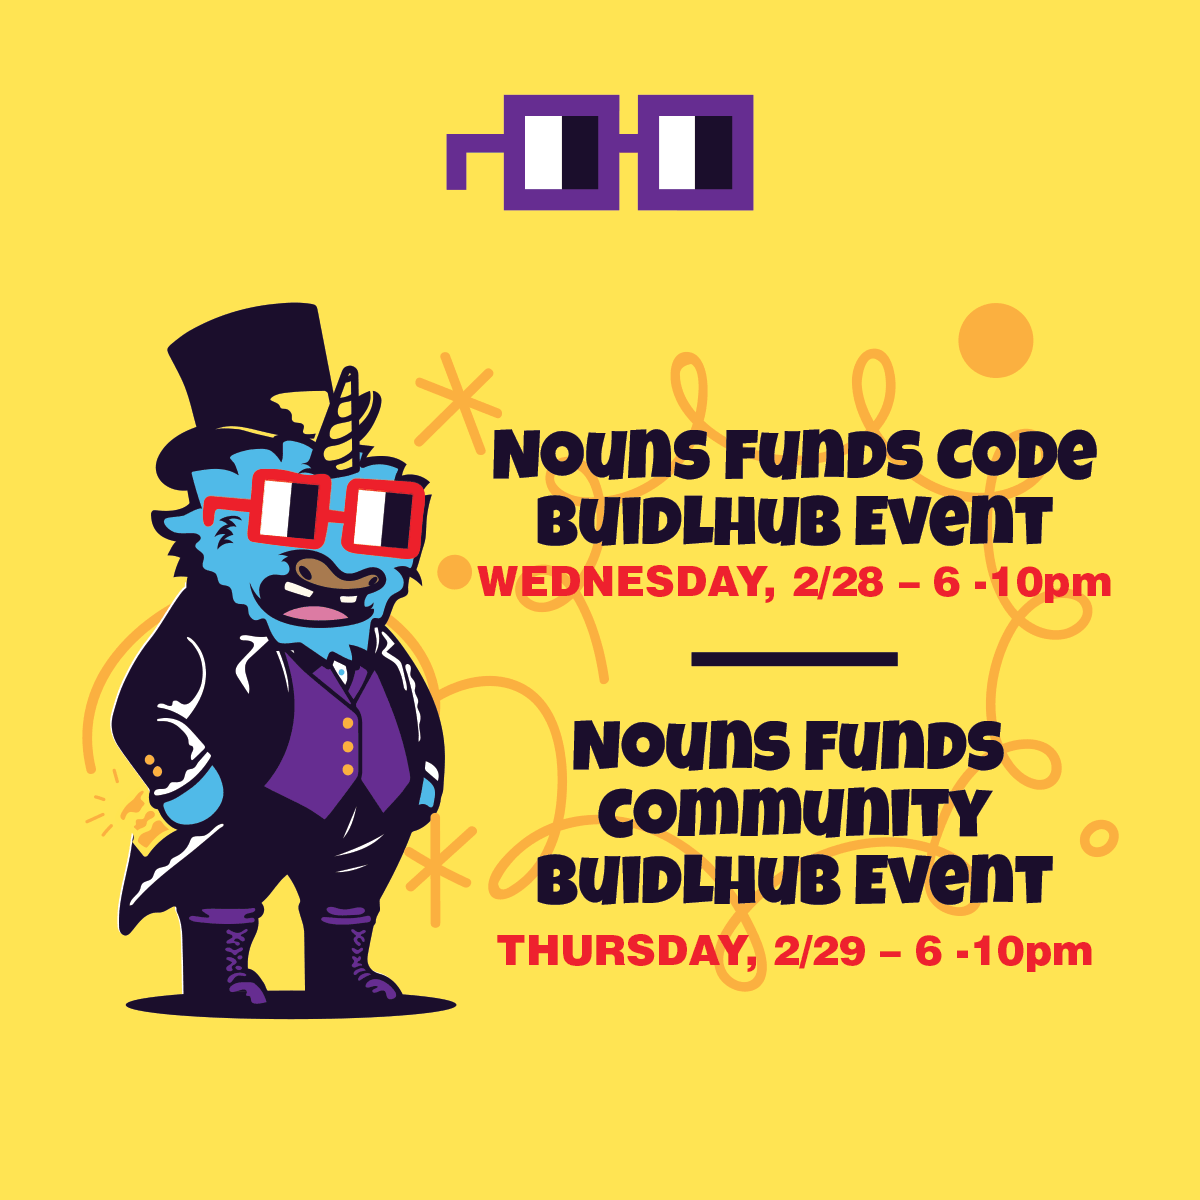 Nouns Funds Code
BuidlHub Event
WEDNESDAY, 2/28 – 6 -10pm
Nouns Funds
Community
BuidlHub Event
THURSDAY, 2/29 – 6 -10pm